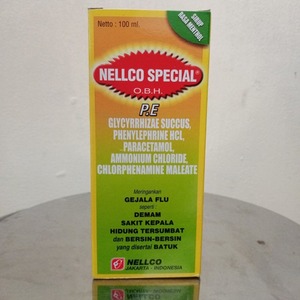 Netto : 100 ml
SIRUP
RASA MENTHOL
NELLCO SPECIAL®
O.B.H
P.E
GLYCYRRHIZAE SUCCUS,
PHENYLEPHRINE HCL,
PARACETAMOL,
AMMONIUM CHLORIDE,
CHLORPHENAMINE MALEATE
Meringankan
GEJALA FLU
seperti
DEMAM
SAKIT KEPALA
HIDUNG TERSUMBAT
dan BERSIN-BERSIN
yang disertai BATUK
NELLCO
JAKARTA - INDONESIA